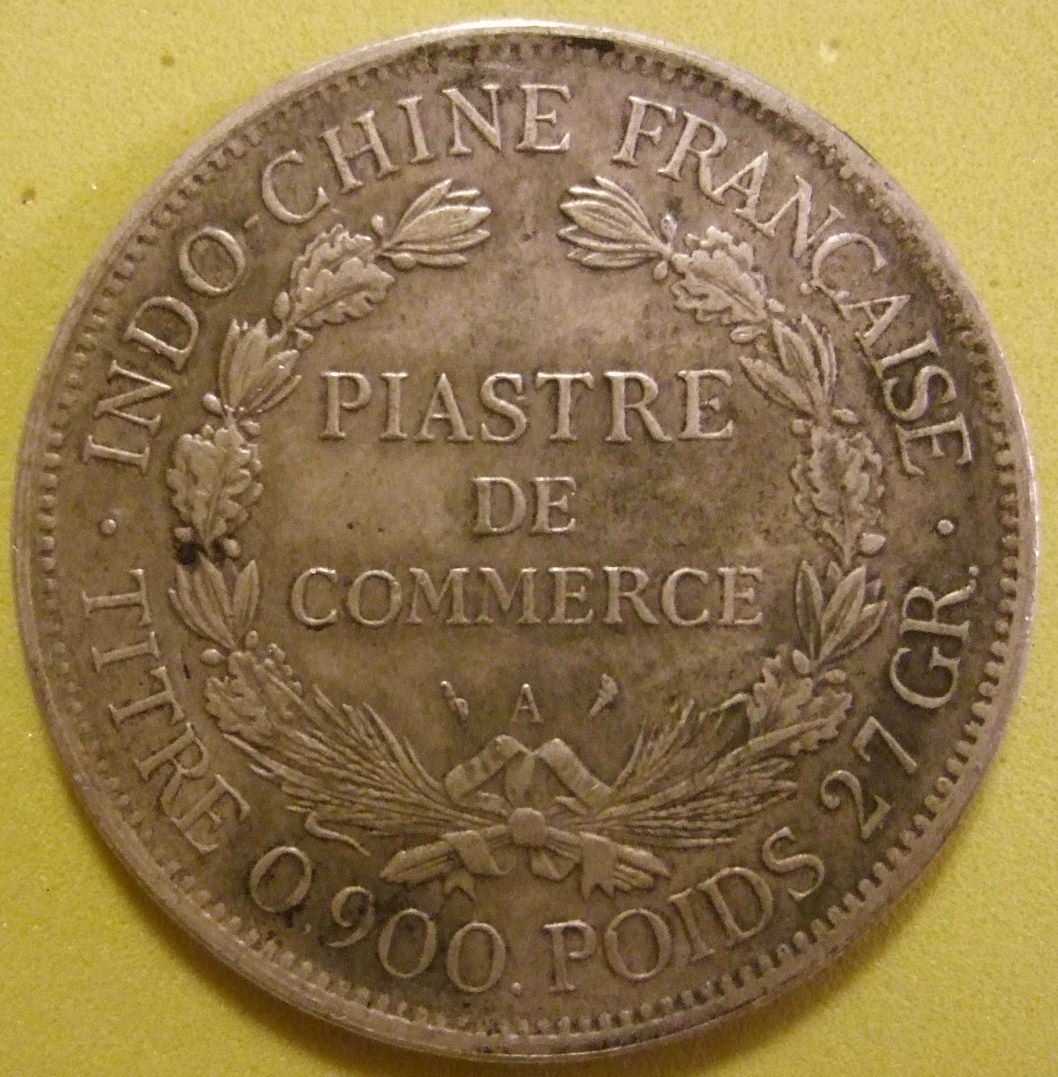 INDO-CHINE FRANÇAISE
PIASTRE
DE
COMMERCE
A
· TITRE 0.900. POIDS 27 GR. ·